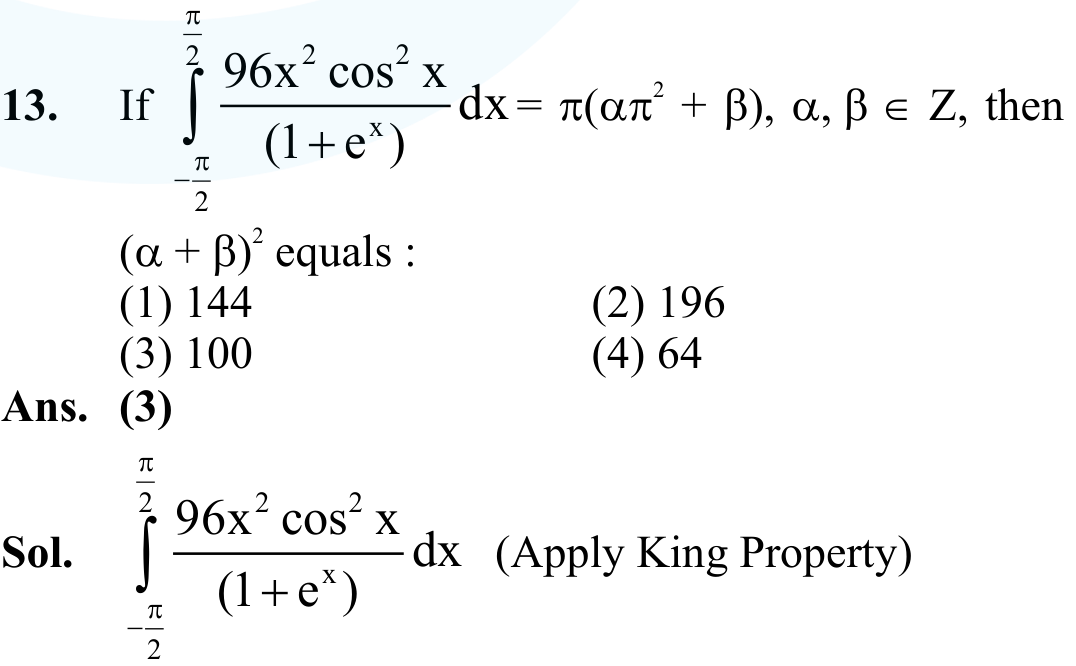 13. If $\int_{-\frac{\pi}{2}}^{\frac{\pi}{2}} \frac{96x^2 \cos^2 x}{(1+e^x)} dx = \pi(\alpha\pi^2 + \beta), \alpha, \beta \in Z$, then
$(\alpha + \beta)^2$ equals :
(1) 144 (2) 196
(3) 100 (4) 64
Ans. (3)
Sol. $\int_{-\frac{\pi}{2}}^{\frac{\pi}{2}} \frac{96x^2 \cos^2 x}{(1+e^x)} dx$ (Apply King Property)